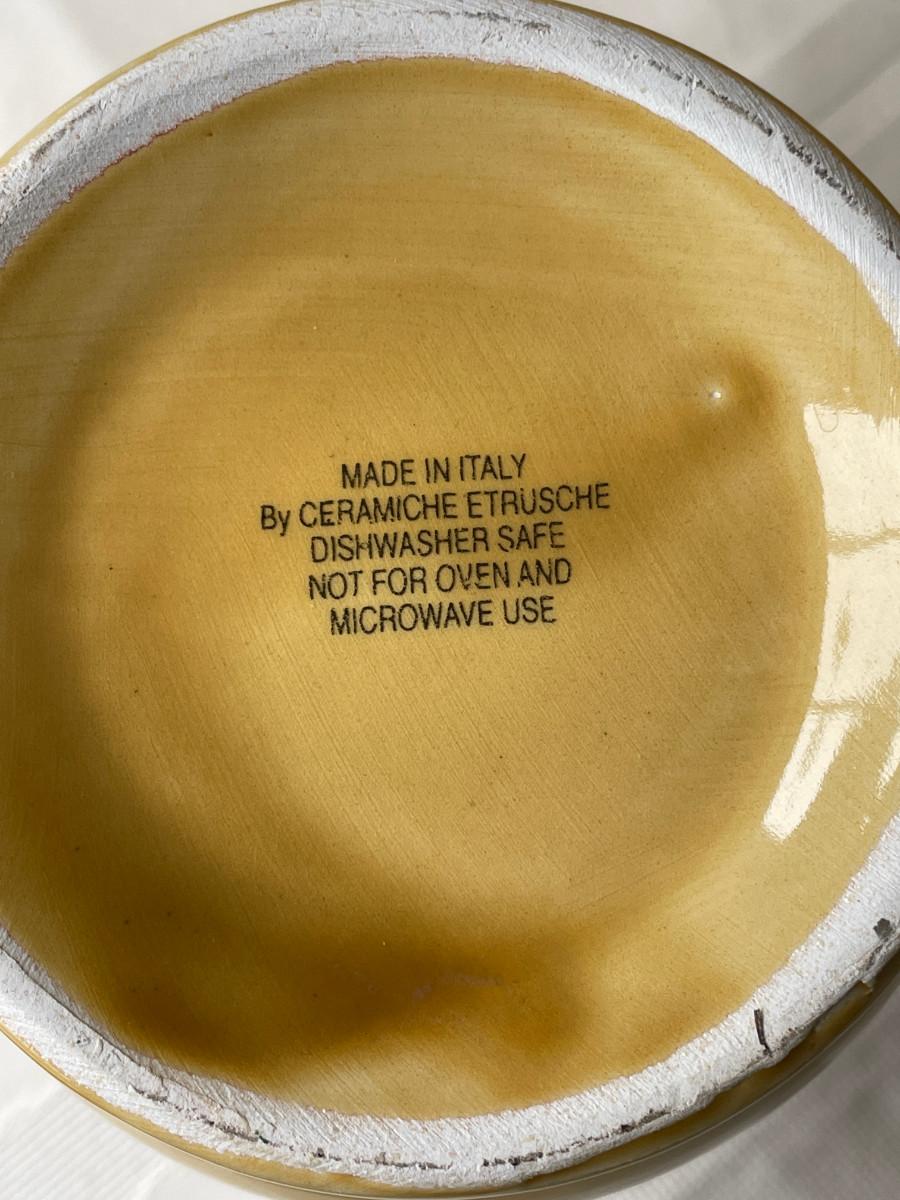 MADE IN ITALY
By CERAMICHE ETRUSCHE
DISHWASHER SAFE
NOT FOR OVEN AND
MICROWAVE USE